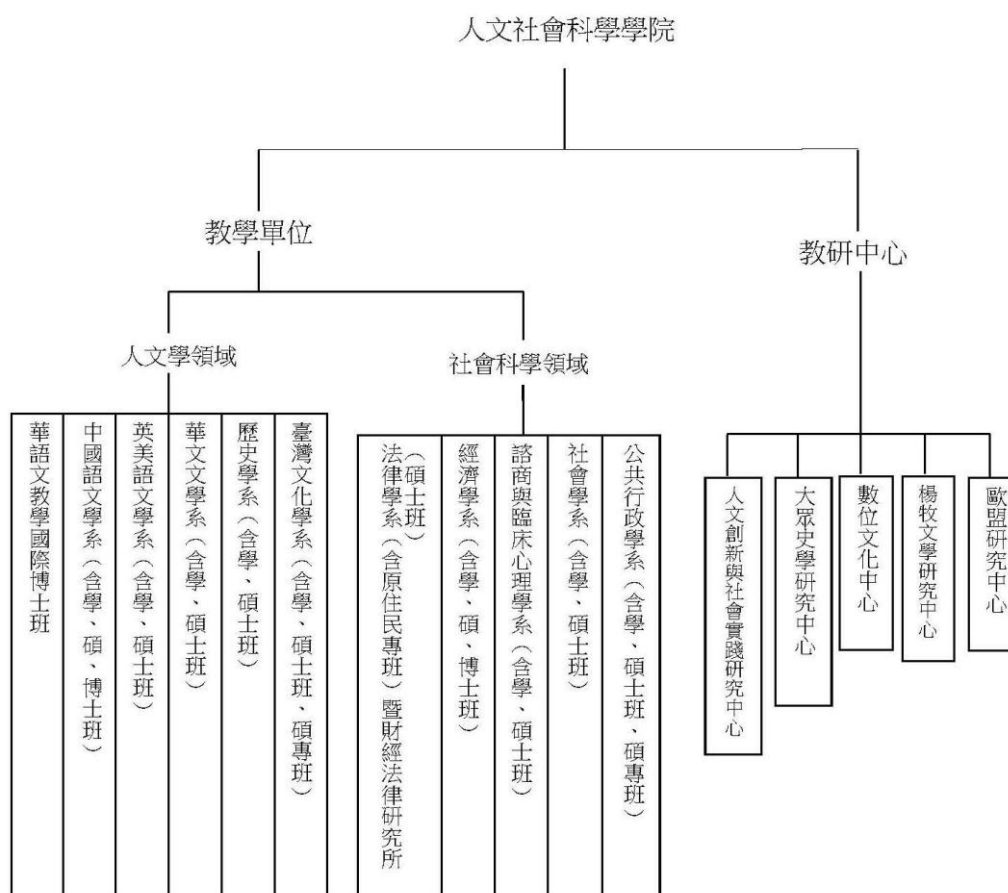 人文社會科學學院
教學單位
教研中心
人文學領域
社會科學領域
臺灣文化學系（含學、碩士班、碩專班）
歷史學系（含學、碩士班）
華文文學系（含學、碩士班）
英美語文學系（含學、碩士班）
中國語文學系（含學、碩、博士班）
華語文教學國際博士班
公共行政學系（含學、碩士班、碩專班）
社會學系（含學、碩士班）
諮商與臨床心理學系（含學、碩士班）
經濟學系（含學、碩、博士班）
法律學系（含原住民專班）暨財經法律研究所
（碩士班）
歐盟研究中心
楊牧文學研究中心
數位文化中心
大眾史學研究中心
人文創新與社會實踐研究中心